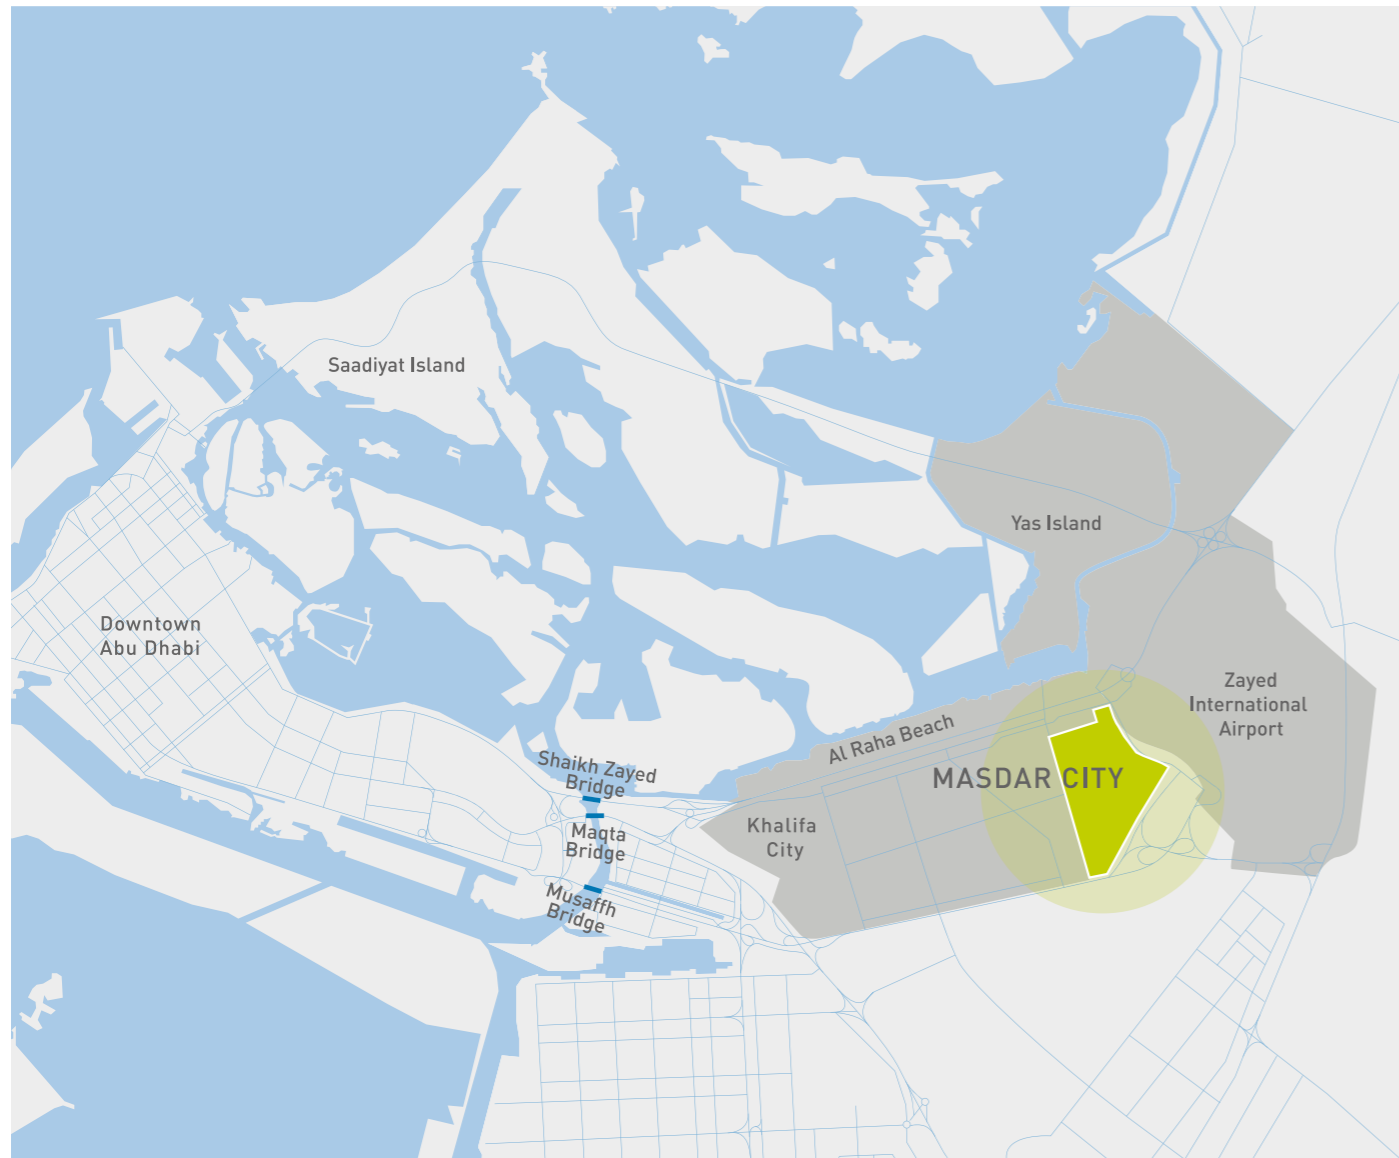 Saadiyat Island
Yas Island
Downtown
Abu Dhabi
Zayed
International
Airport
Al Raha Beach
Shaikh Zayed
Bridge
MASDAR CITY
Maqta
Bridge
Khalifa
City
Musaffh
Bridge